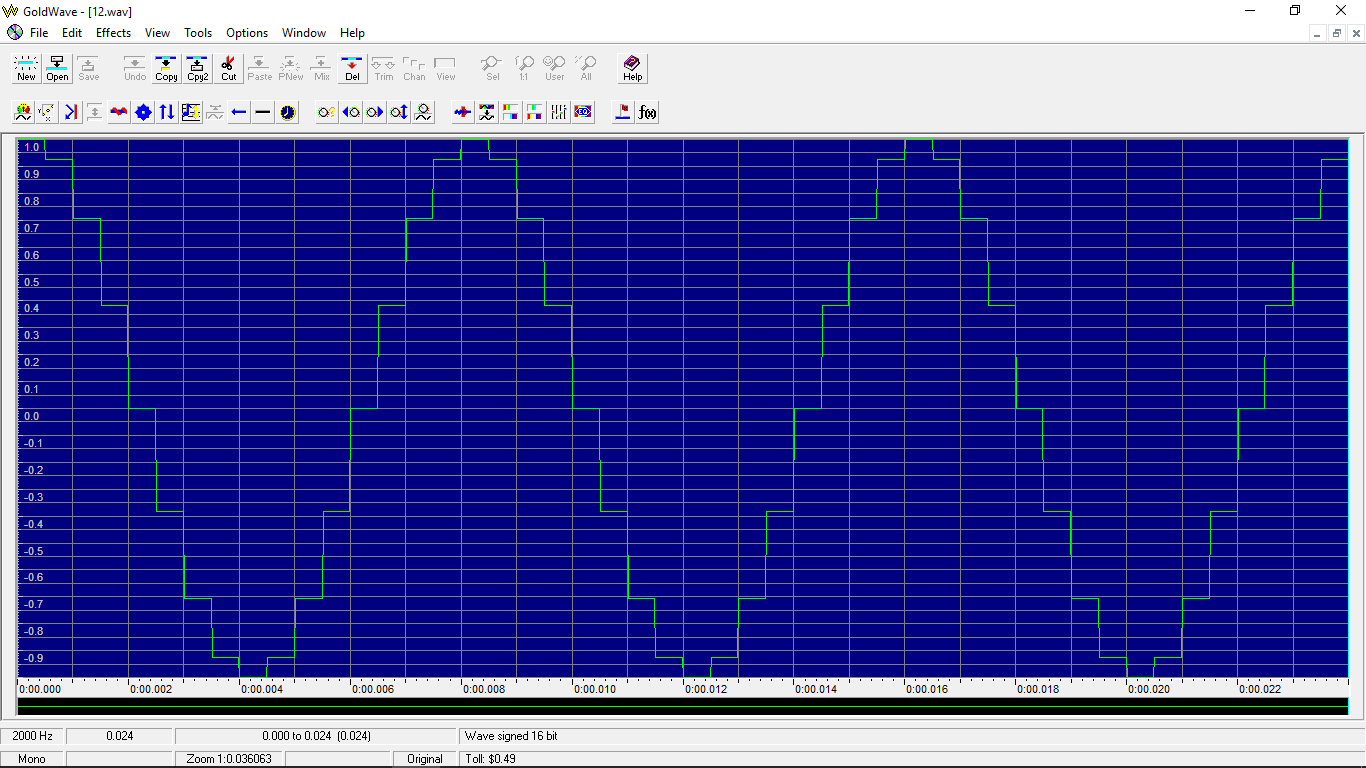 GoldWave - [12.wav]
File Edit Effects View Tools Options Window Help
New Open Save Undo Copy Cpy2 Cut Paste PNew Mix Del Trim Chan View Sel 1:1 User All Help
EQ f(x)
1.0
0.9
0.8
0.7
0.6
0.5
0.4
0.3
0.2
0.1
0.0
-0.1
-0.2
-0.3
-0.4
-0.5
-0.6
-0.7
-0.8
-0.9
0:00.000 0:00.002 0:00.004 0:00.006 0:00.008 0:00.010 0:00.012 0:00.014 0:00.016 0:00.018 0:00.020 0:00.022
2000 Hz 0.024 0.000 to 0.024 (0.024) Wave signed 16 bit
Mono Zoom 1:0.036063 Original Toll: $0.49